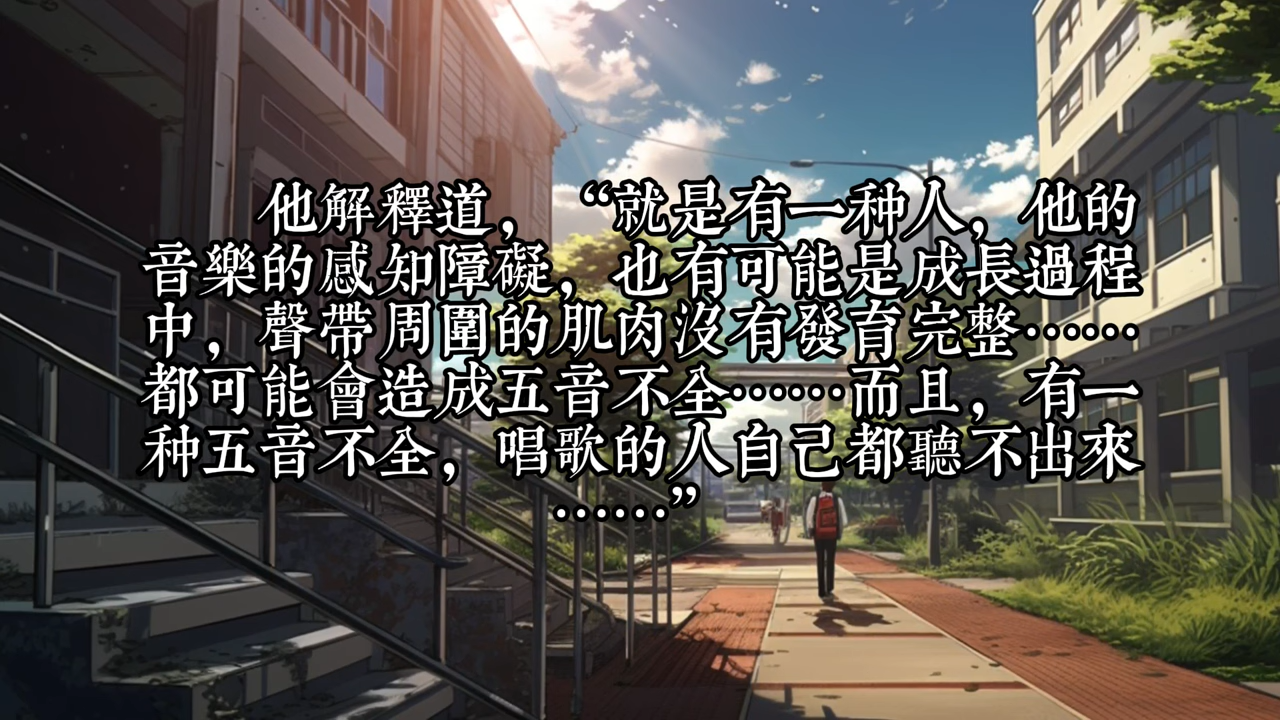 他解釋道，“就是有一种人，他的
音樂的感知障礙，也有可能是成長過程
中，聲帶周圍的肌肉沒有發育完整……
都可能會造成五音不全……而且，有一
种五音不全，唱歌的人自己都聽不出來
……”